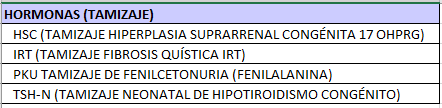 HORMONAS (TAMIZAJE)
HSC (TAMIZAJE HIPERPLASIA SUPRARRENAL CONGÉNITA 17 OHPRG)
IRT (TAMIZAJE FIBROSIS QUÍSTICA IRT)
PKU TAMIZAJE DE FENILCETONURIA (FENILALANINA)
TSH-N (TAMIZAJE NEONATAL DE HIPOTIROIDISMO CONGÉNITO)